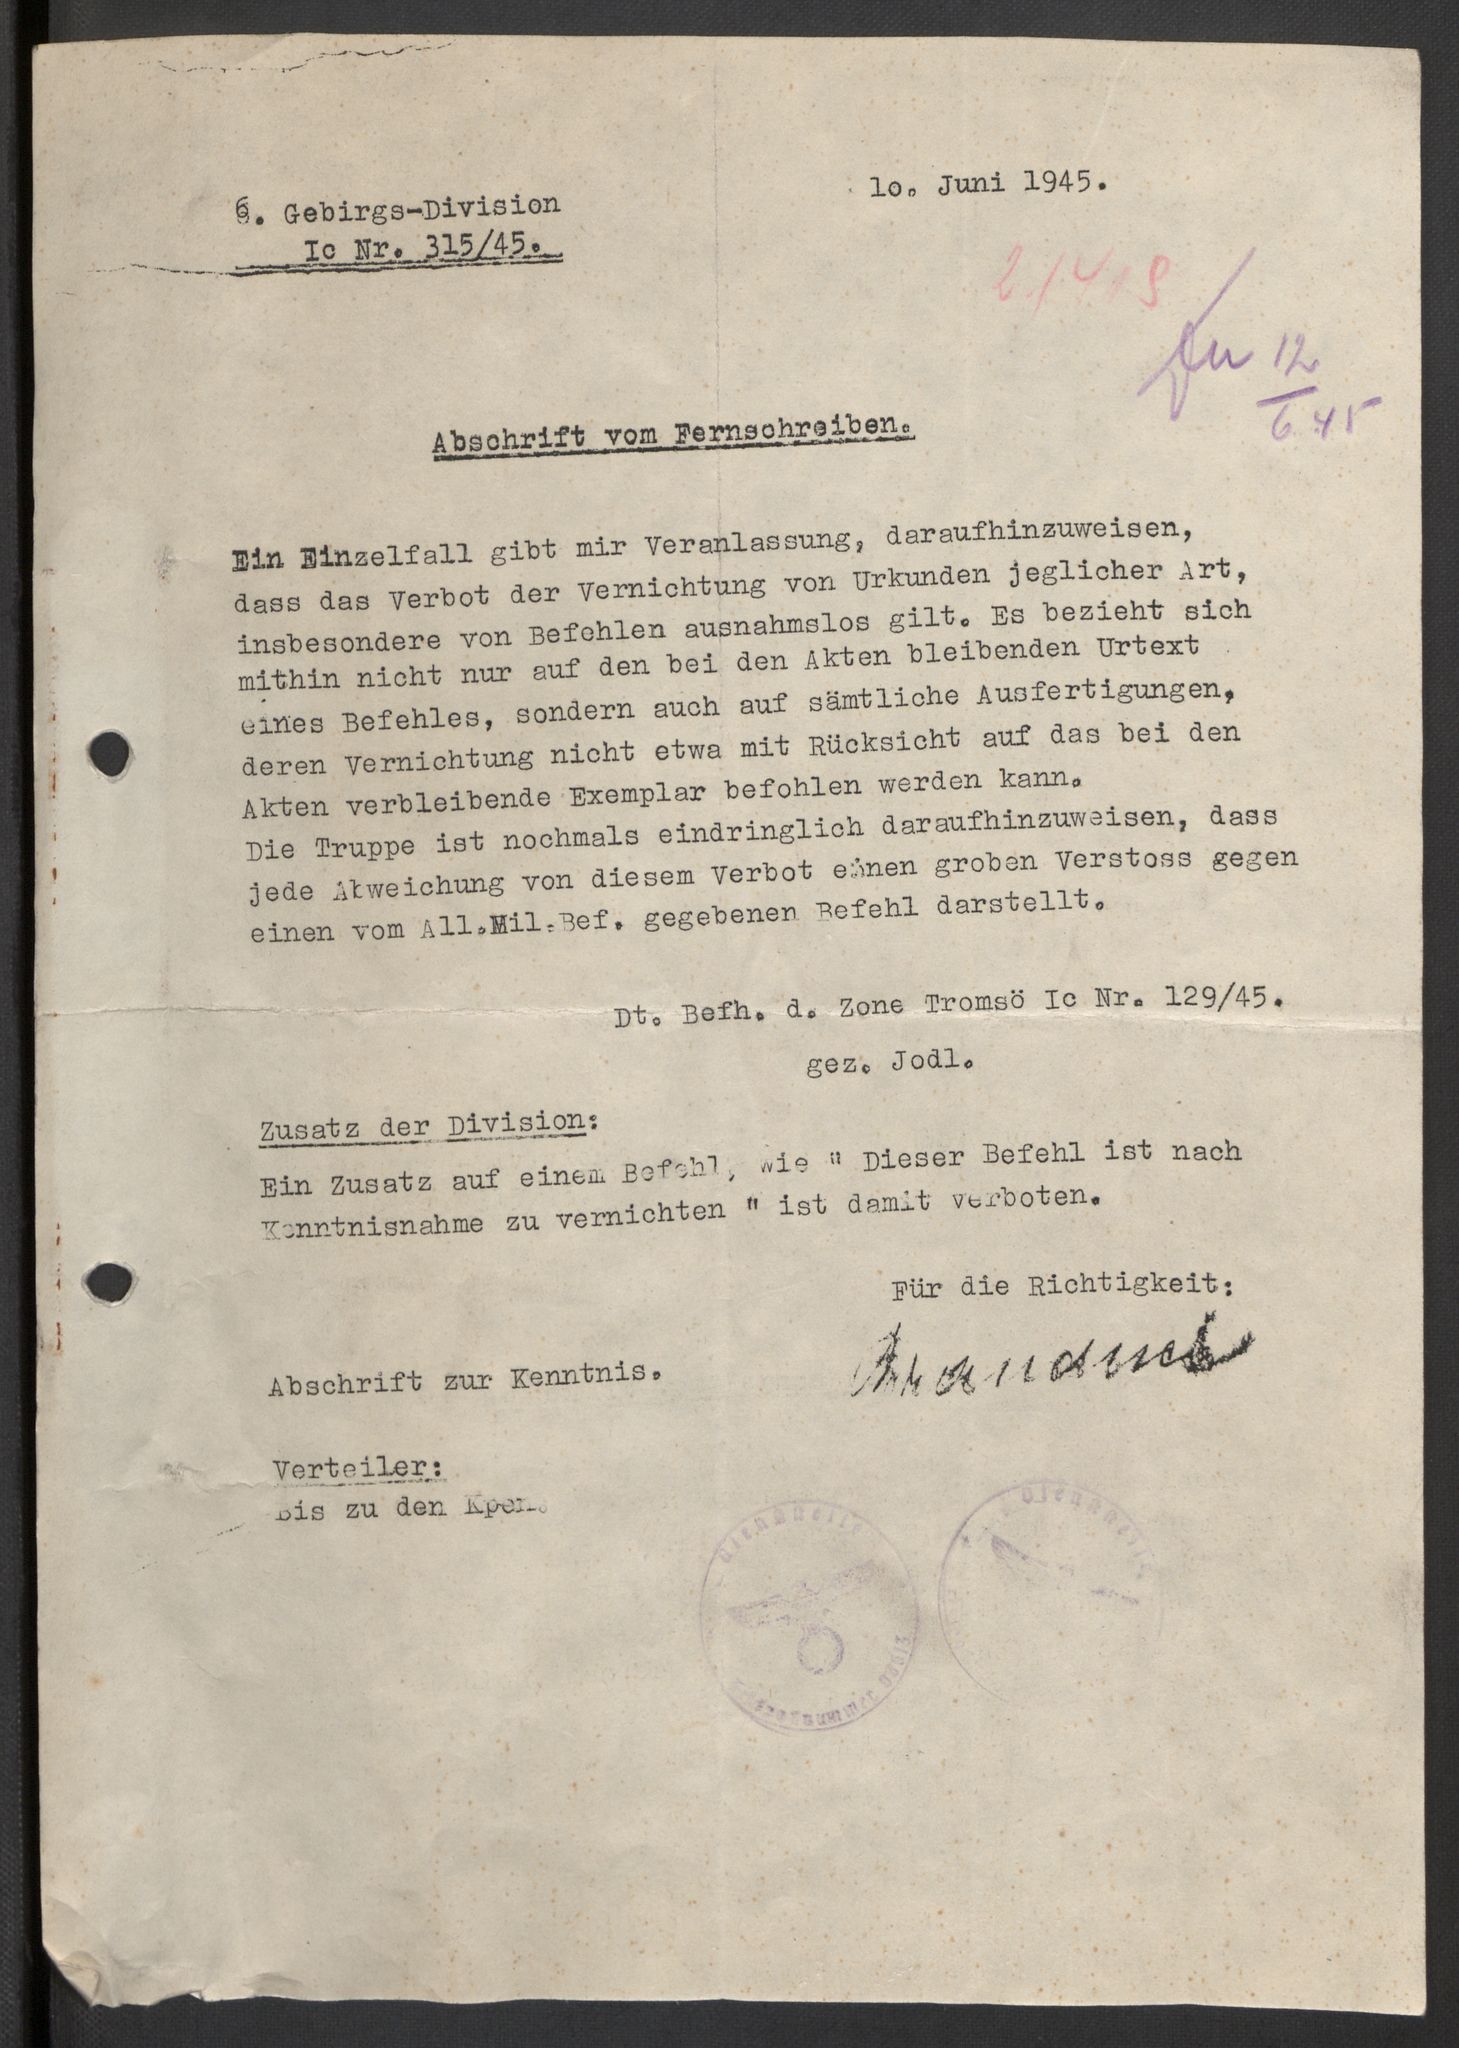 10. Juni 1945.
6. Gebirgs-Division
Ic Nr. 315/45.
12
6.45
Abschrift vom Fernschreiben.
Ein Einzelfall gibt mir Veranlassung, daraufhinzuweisen,
dass das Verbot der Vernichtung von Urkunden jeglicher Art,
insbesondere von Befehlen ausnahmslos gilt. Es bezieht sich
mithin nicht nur auf den bei den Akten bleibenden Urtext
eines Befehles, sondern auch auf sämtliche Ausfertigungen,
deren Vernichtung nicht etwa mit Rücksicht auf das bei den
Akten verbleibende Exemplar befohlen werden kann.
Die Truppe ist nochmals eindringlich daraufhinzuweisen, dass
jede Abweichung von diesem Verbot einen groben Verstoss gegen
einen vom All.Mil.Bef. gegebenen Befehl darstellt.
Dt. Befh. d. Zone Tromsö Ic Nr. 129/45.
gez. Jodl.
Zusatz der Division:
Ein Zusatz auf einem Befehl, wie " Dieser Befehl ist nach
Kenntnisnahme zu vernichten " ist damit verboten.
Für die Richtigkeit:
Abschrift zur Kenntnis.
Verteiler:
Bis zu den Kpen.
Dienststelle
Dienststelle